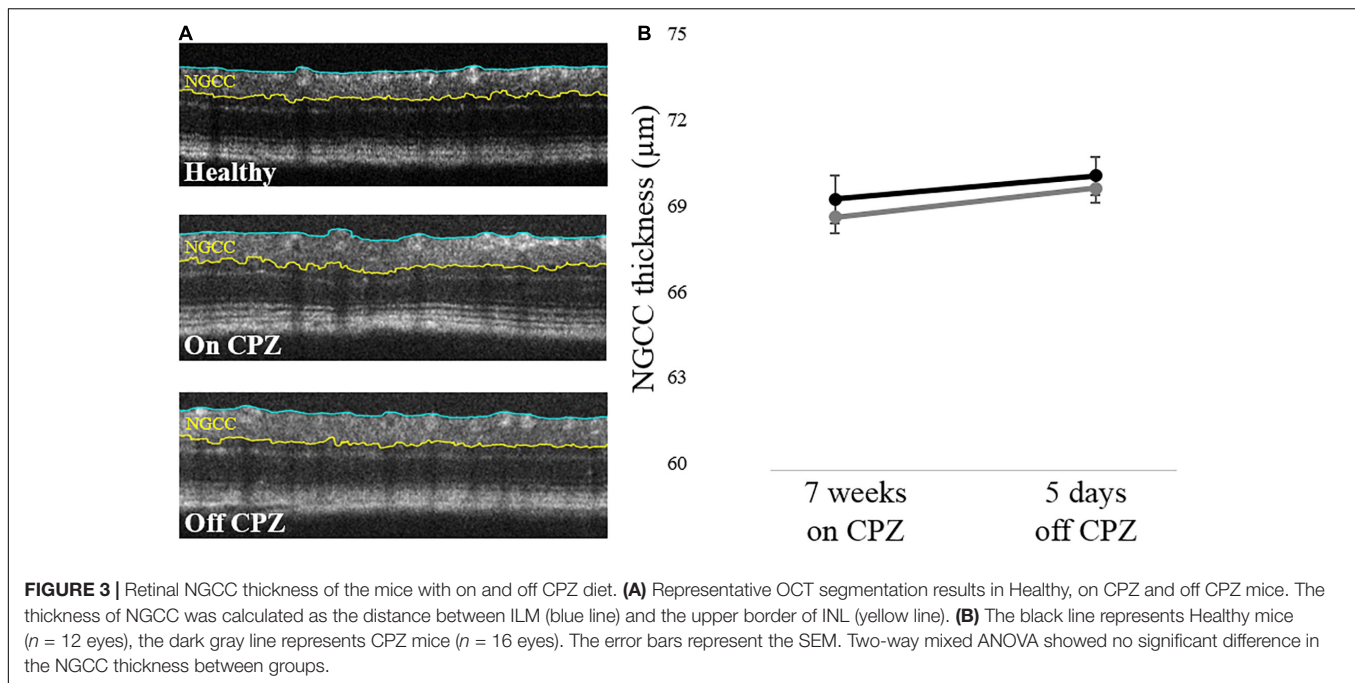 A
NGCC
Healthy
NGCC
On CPZ
NGCC
Off CPZ
B
NGCC thickness (µm)
75
72
69
66
63
60
7 weeks
on CPZ
5 days
off CPZ
FIGURE 3 | Retinal NGCC thickness of the mice with on and off CPZ diet. (A) Representative OCT segmentation results in Healthy, on CPZ and off CPZ mice. The
thickness of NGCC was calculated as the distance between ILM (blue line) and the upper border of INL (yellow line). (B) The black line represents Healthy mice
(n = 12 eyes), the dark gray line represents CPZ mice (n = 16 eyes). The error bars represent the SEM. Two-way mixed ANOVA showed no significant difference in
the NGCC thickness between groups.